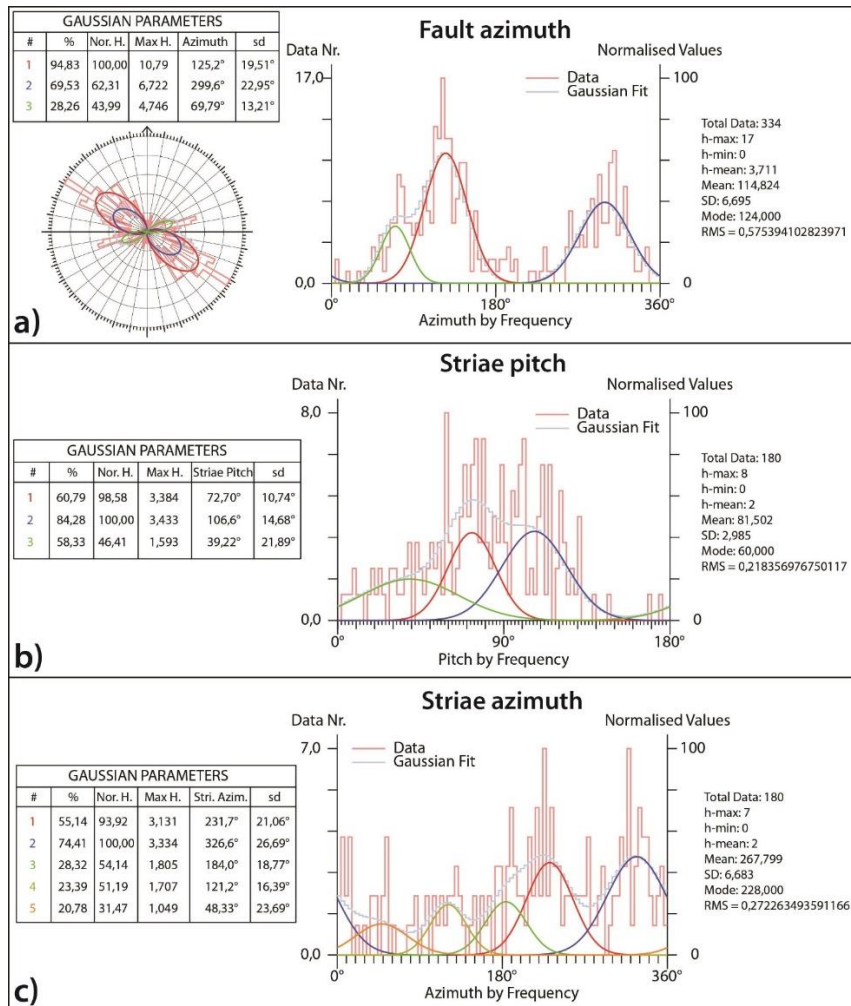 GAUSSIAN PARAMETERS
# % Nor. H. Max H. Azimuth sd
1 94,83 100,00 10,79 125,2° 19,51°
2 69,53 62,31 6,722 299,6° 22,95°
3 28,26 43,99 4,746 69,79° 13,21°
a)
Fault azimuth
Data Nr.
Normalised Values
17,0
100
Data
Gaussian Fit
0,0
0
0° 180° 360°
Azimuth by Frequency
Total Data: 334
h-max: 17
h-min: 0
h-mean: 3,711
Mean: 114,824
SD: 6,695
Mode: 124,000
RMS = 0,575394102823971
b)
Striae pitch
GAUSSIAN PARAMETERS
# % Nor. H. Max H. Striae Pitch sd
1 60,79 98,58 3,384 72,70° 10,74°
2 84,28 100,00 3,433 106,6° 14,68°
3 58,33 46,41 1,593 39,22° 21,89°
Data Nr.
Normalised Values
8,0
100
Data
Gaussian Fit
0,0
0
0° 90° 180°
Pitch by Frequency
Total Data: 180
h-max: 8
h-min: 0
h-mean: 2
Mean: 81,502
SD: 2,985
Mode: 60,000
RMS = 0,218356976750117
c)
Striae azimuth
GAUSSIAN PARAMETERS
# % Nor. H. Max H. Stri. Azim. sd
1 55,14 93,92 3,131 231,7° 21,06°
2 74,41 100,00 3,334 326,6° 26,69°
3 28,32 54,14 1,805 184,0° 18,77°
4 23,39 51,19 1,707 121,2° 16,39°
5 20,78 31,47 1,049 48,33° 23,69°
Data Nr.
Normalised Values
7,0
100
Data
Gaussian Fit
0,0
0
0° 180° 360°
Azimuth by Frequency
Total Data: 180
h-max: 7
h-min: 0
h-mean: 2
Mean: 267,799
SD: 6,683
Mode: 228,000
RMS = 0,272263493591166